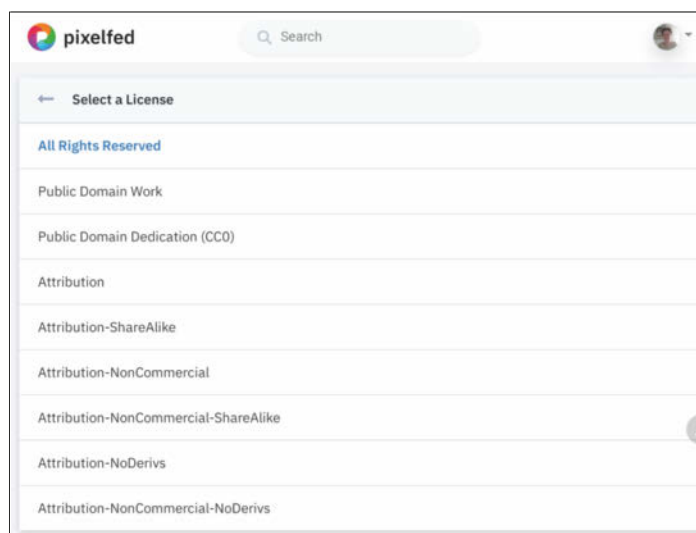 pixelfed
Search
Select a License
All Rights Reserved
Public Domain Work
Public Domain Dedication (CC0)
Attribution
Attribution-ShareAlike
Attribution-NonCommercial
Attribution-NonCommercial-ShareAlike
Attribution-NoDerivs
Attribution-NonCommercial-NoDerivs